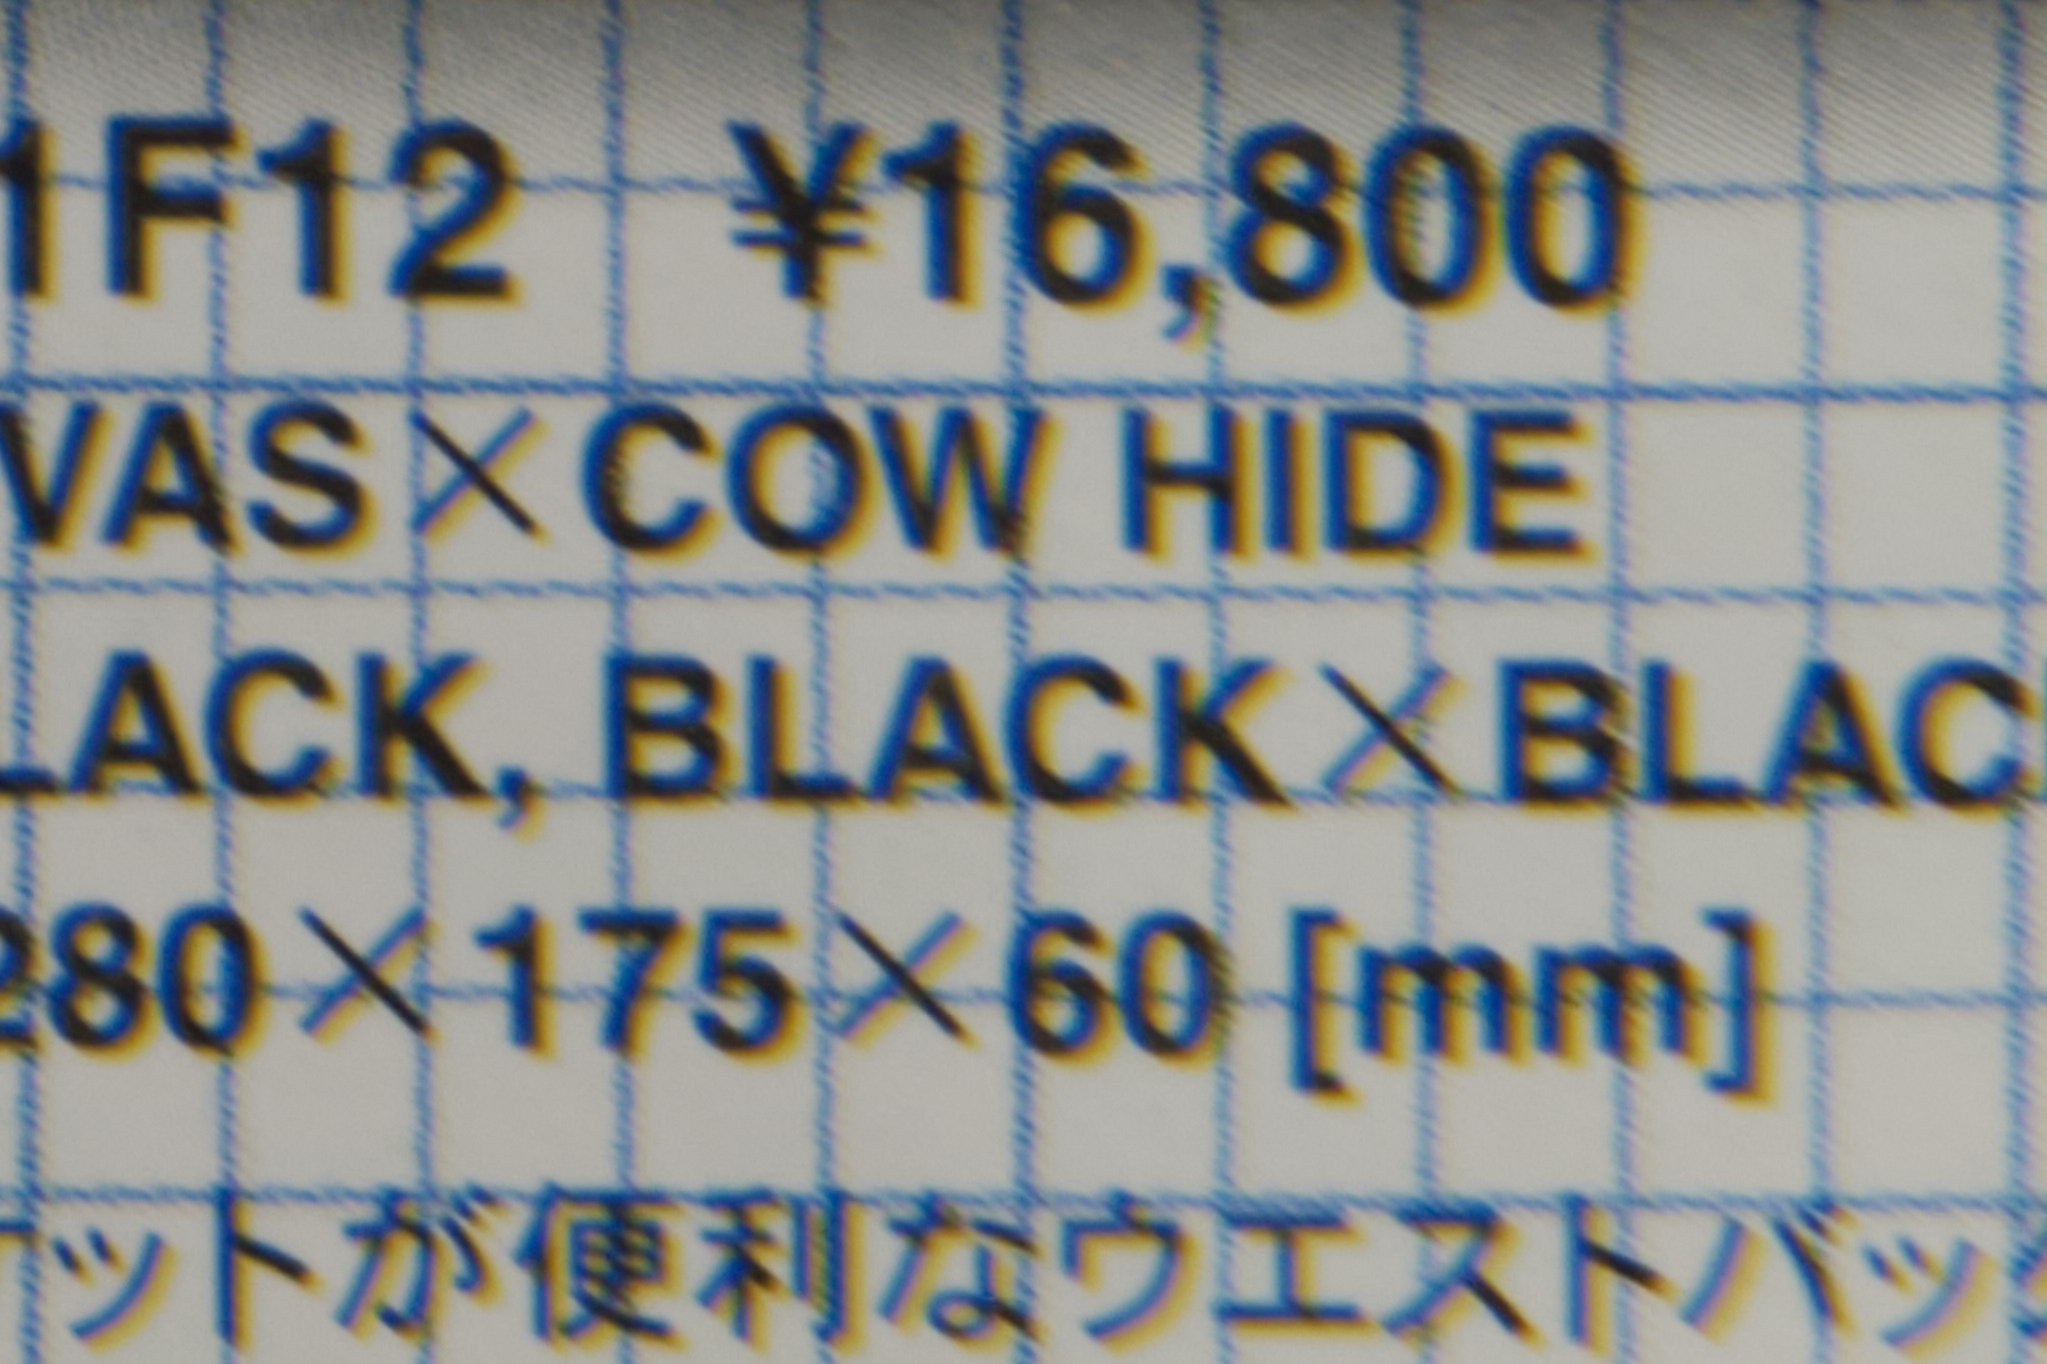 1F12 ¥16,800
VAS×COW HIDE
LACK, BLACK×BLAC
280×175×60 [mm]
ットが便利なウエストバッ